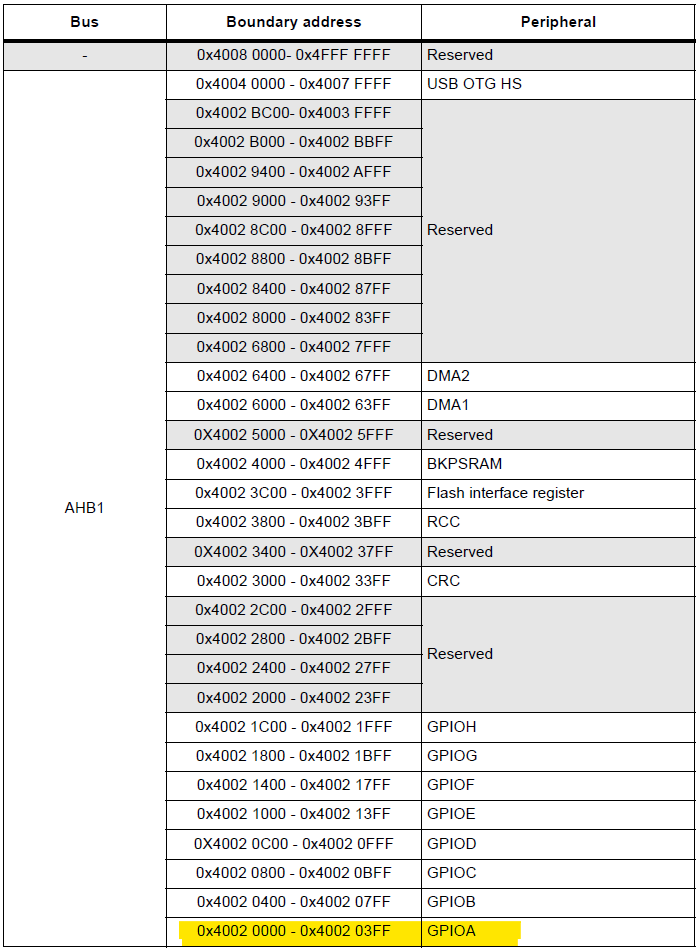 Bus Boundary address Peripheral
- 0x4008 0000- 0x4FFF FFFF Reserved
0x4004 0000 - 0x4007 FFFF USB OTG HS
0x4002 BC00- 0x4003 FFFF
0x4002 B000 - 0x4002 BBFF
0x4002 9400 - 0x4002 AFFF
0x4002 9000 - 0x4002 93FF
0x4002 8C00 - 0x4002 8FFF Reserved
0x4002 8800 - 0x4002 8BFF
0x4002 8400 - 0x4002 87FF
0x4002 8000 - 0x4002 83FF
0x4002 6800 - 0x4002 7FFF
0x4002 6400 - 0x4002 67FF DMA2
0x4002 6000 - 0x4002 63FF DMA1
0X4002 5000 - 0X4002 5FFF Reserved
0x4002 4000 - 0x4002 4FFF BKPSRAM
0x4002 3C00 - 0x4002 3FFF Flash interface register
AHB1 0x4002 3800 - 0x4002 3BFF RCC
0X4002 3400 - 0X4002 37FF Reserved
0x4002 3000 - 0x4002 33FF CRC
0x4002 2C00 - 0x4002 2FFF
0x4002 2800 - 0x4002 2BFF
0x4002 2400 - 0x4002 27FF Reserved
0x4002 2000 - 0x4002 23FF
0x4002 1C00 - 0x4002 1FFF GPIOH
0x4002 1800 - 0x4002 1BFF GPIOG
0x4002 1400 - 0x4002 17FF GPIOF
0x4002 1000 - 0x4002 13FF GPIOE
0X4002 0C00 - 0x4002 0FFF GPIOD
0x4002 0800 - 0x4002 0BFF GPIOC
0x4002 0400 - 0x4002 07FF GPIOB
0x4002 0000 - 0x4002 03FF GPIOA